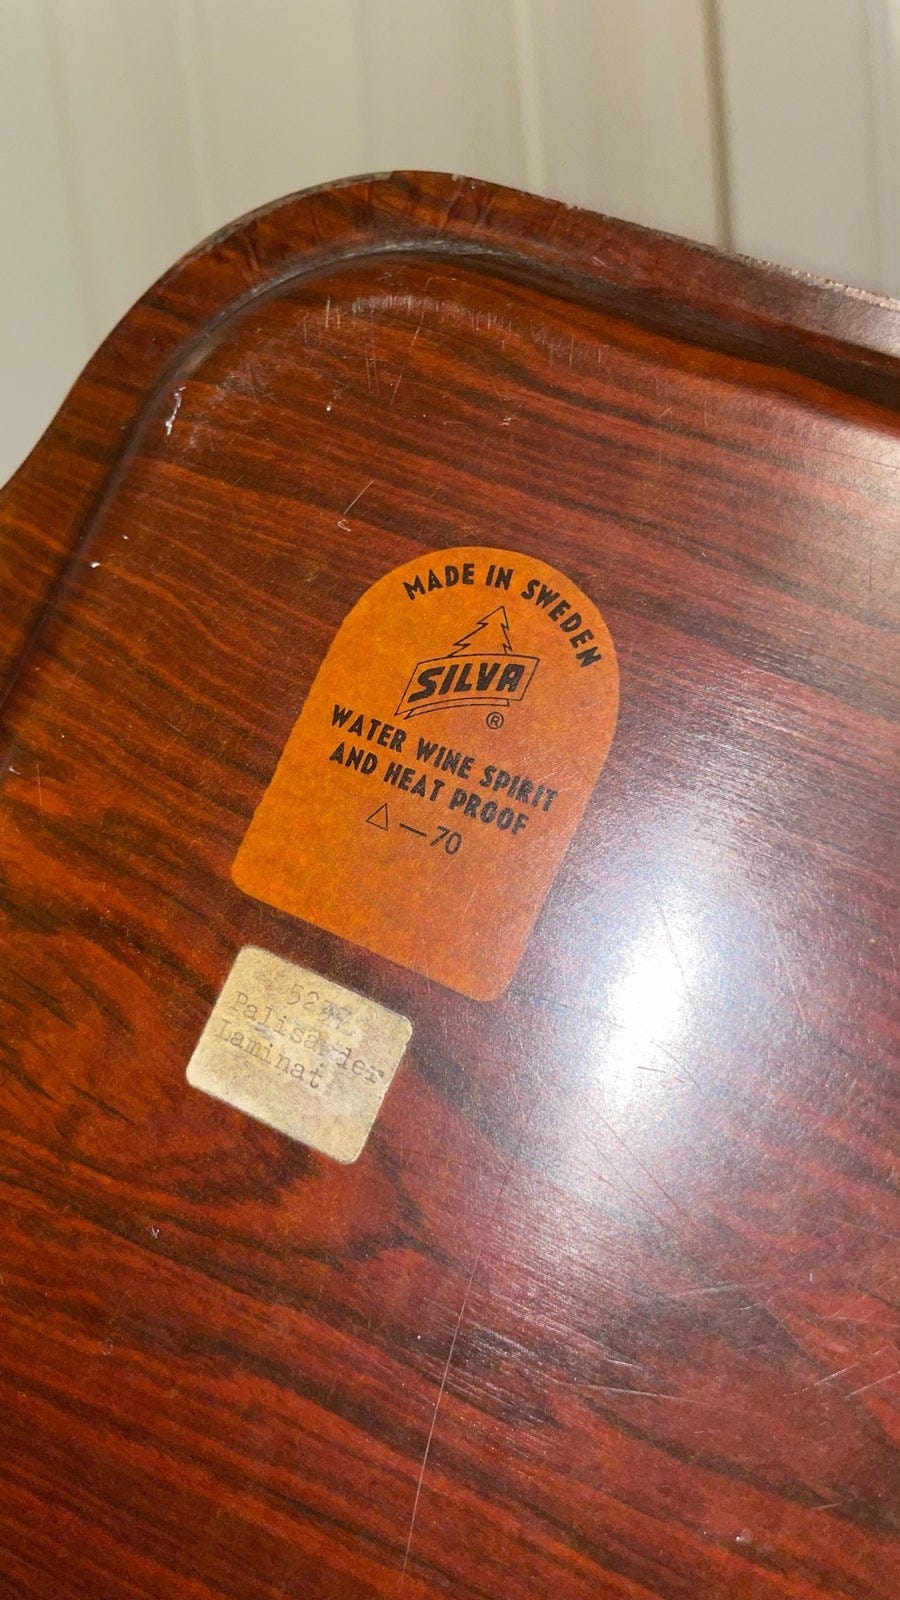 MADE IN SWEDEN
SILVA
®
WATER WINE SPIRIT
AND HEAT PROOF
△—70
Palisander
Laminat